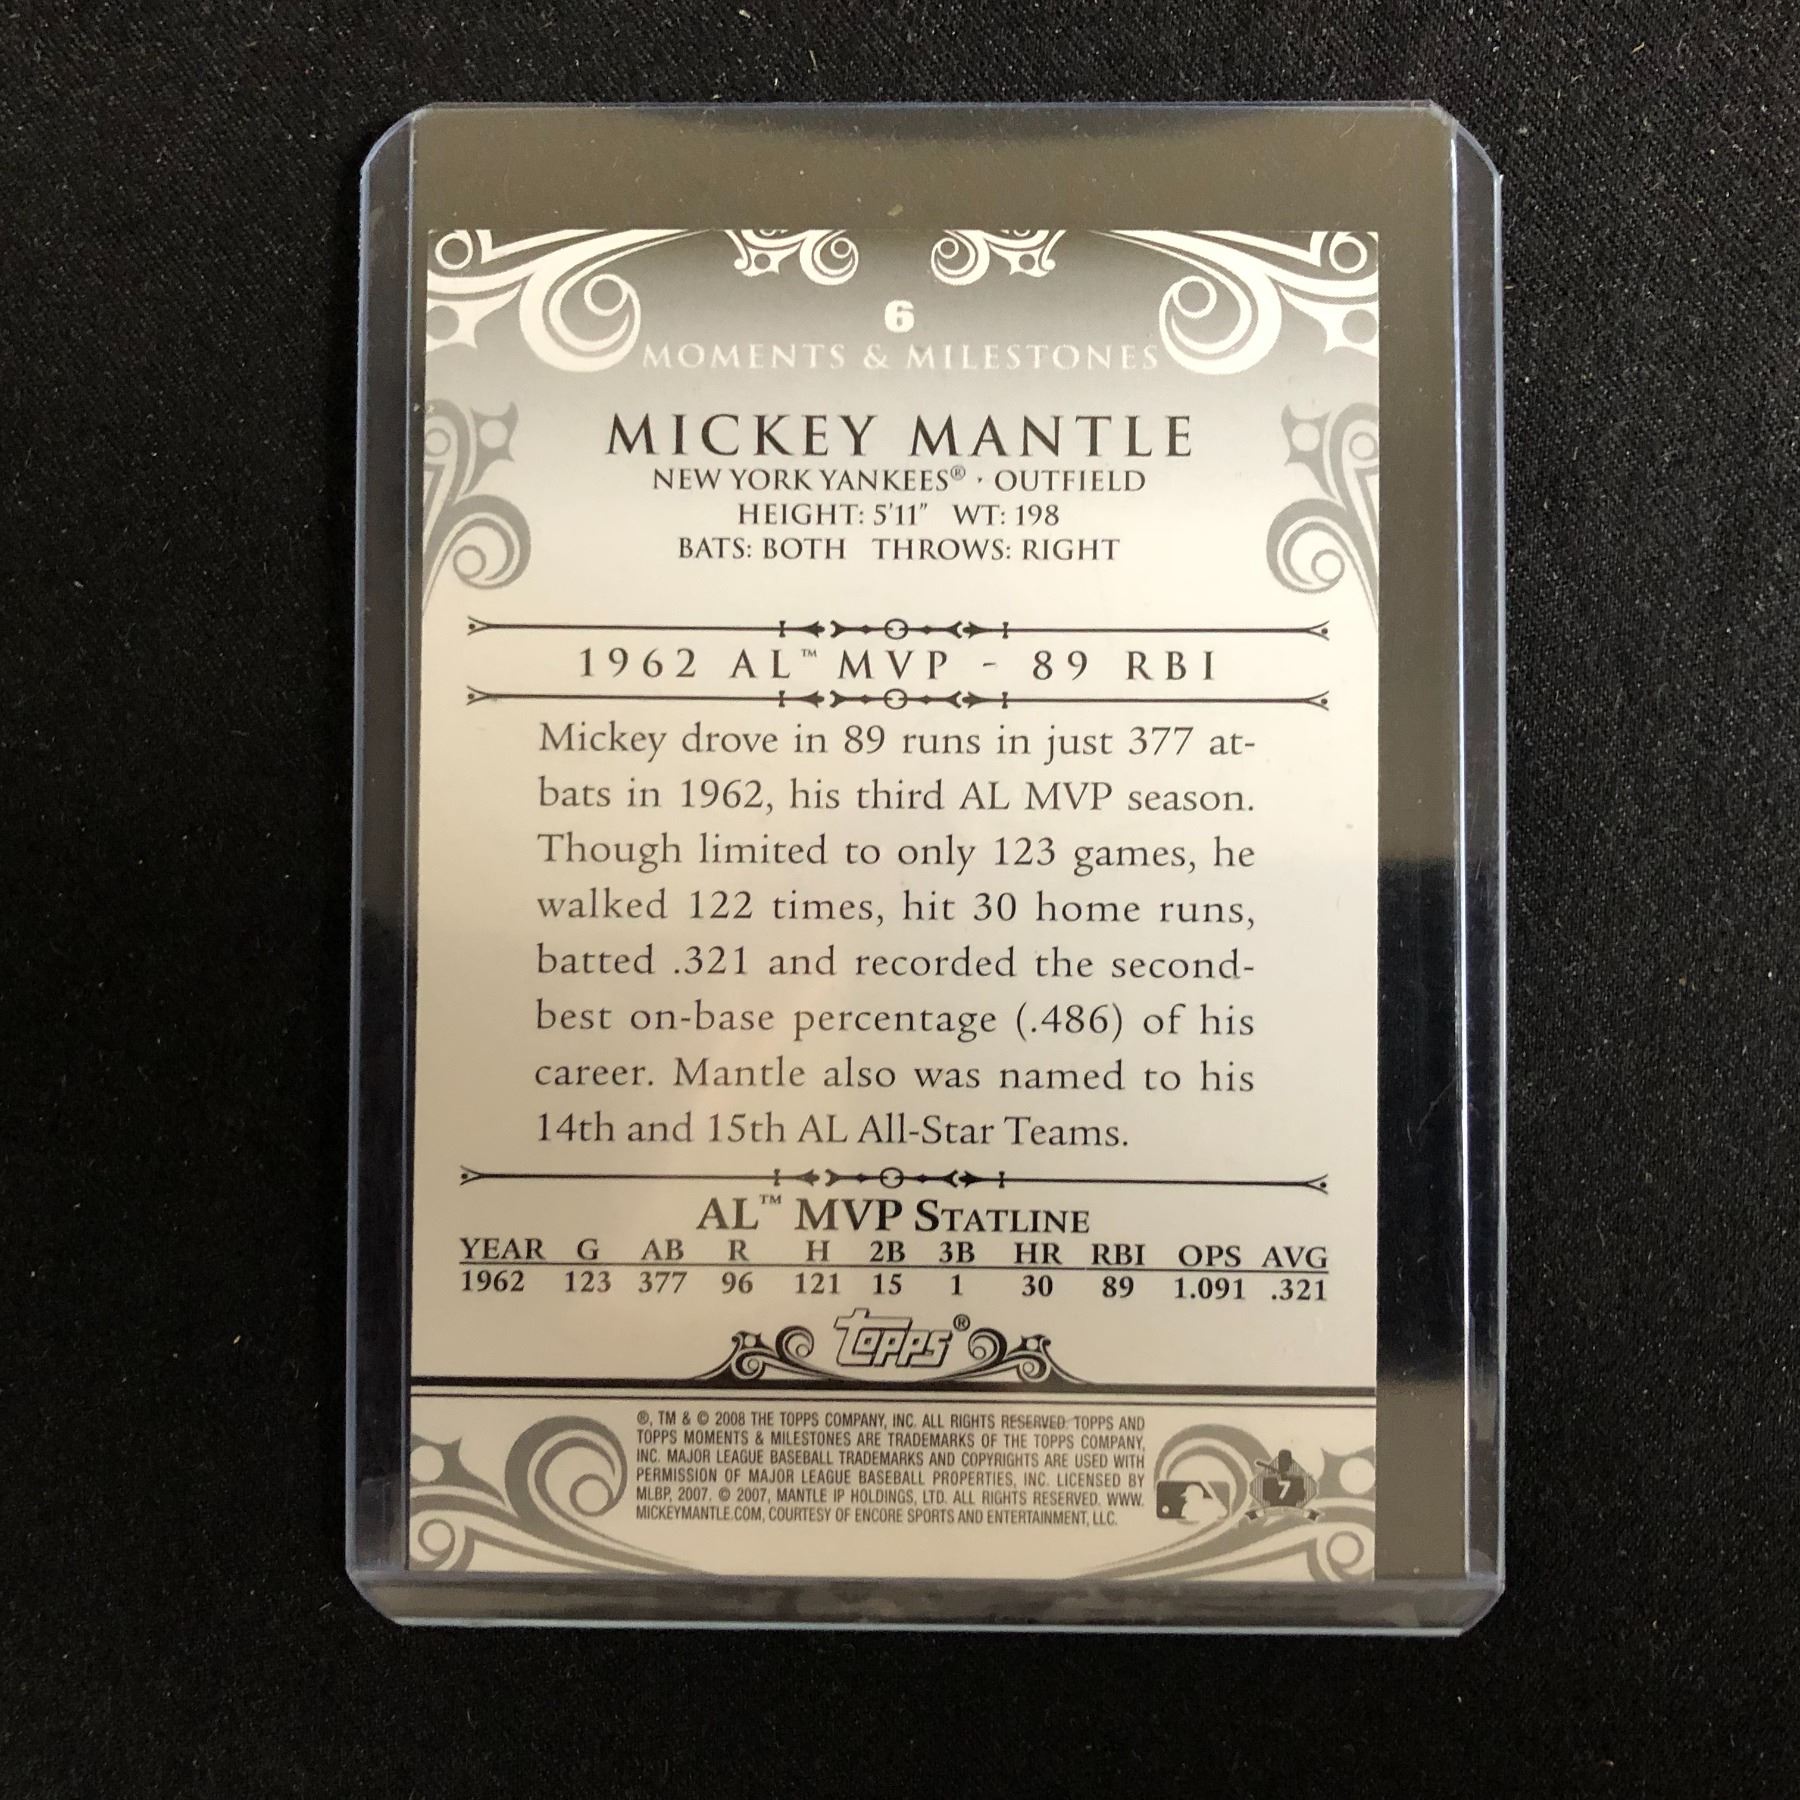 6
MOMENTS & MILESTONES
MICKEY MANTLE
NEW YORK YANKEES® · OUTFIELD
HEIGHT: 5'11" WT: 198
BATS: BOTH THROWS: RIGHT
1962 AL™ MVP - 89 RBI
Mickey drove in 89 runs in just 377 at-
bats in 1962, his third AL MVP season.
Though limited to only 123 games, he
walked 122 times, hit 30 home runs,
batted .321 and recorded the second-
best on-base percentage (.486) of his
career. Mantle also was named to his
14th and 15th AL All-Star Teams.
AL™ MVP STATLINE
YEAR G AB R H 2B 3B HR RBI OPS AVG
1962 123 377 96 121 15 1 30 89 1.091 .321
Topps®
®, TM & © 2008 THE TOPPS COMPANY, INC. ALL RIGHTS RESERVED. TOPPS AND
TOPPS MOMENTS & MILESTONES ARE TRADEMARKS OF THE TOPPS COMPANY,
INC. MAJOR LEAGUE BASEBALL TRADEMARKS AND COPYRIGHTS ARE USED WITH
PERMISSION OF MAJOR LEAGUE BASEBALL PROPERTIES, INC. LICENSED BY
MLBP, 2007. © 2007, MANTLE IP HOLDINGS, LTD. ALL RIGHTS RESERVED. WWW.
MICKEYMANTLE.COM, COURTESY OF ENCORE SPORTS AND ENTERTAINMENT, LLC.
7